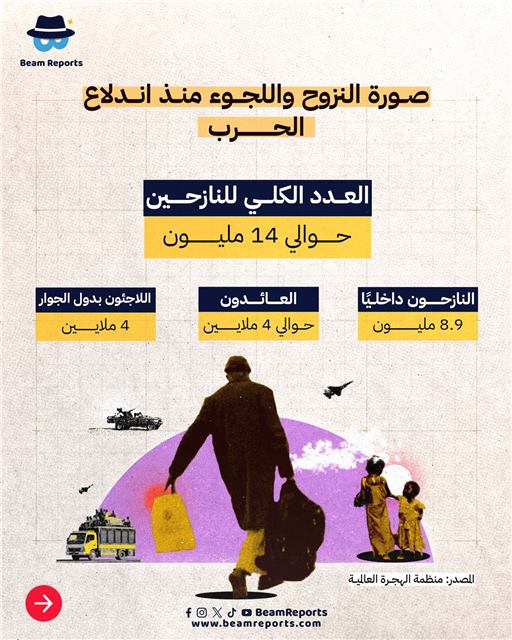 Beam Reports
صورة النزوح واللجوء منذ اندلاع
الحرب
العدد الكلي للنازحين
حوالي 14 مليون
النازحون داخليًا
8.9 مليون
العائدون
حوالي 4 ملايين
اللاجئون بدول الجوار
4 ملايين
المصدر: منظمة الهجرة العالمية
BeamReports
www.beamreports.com